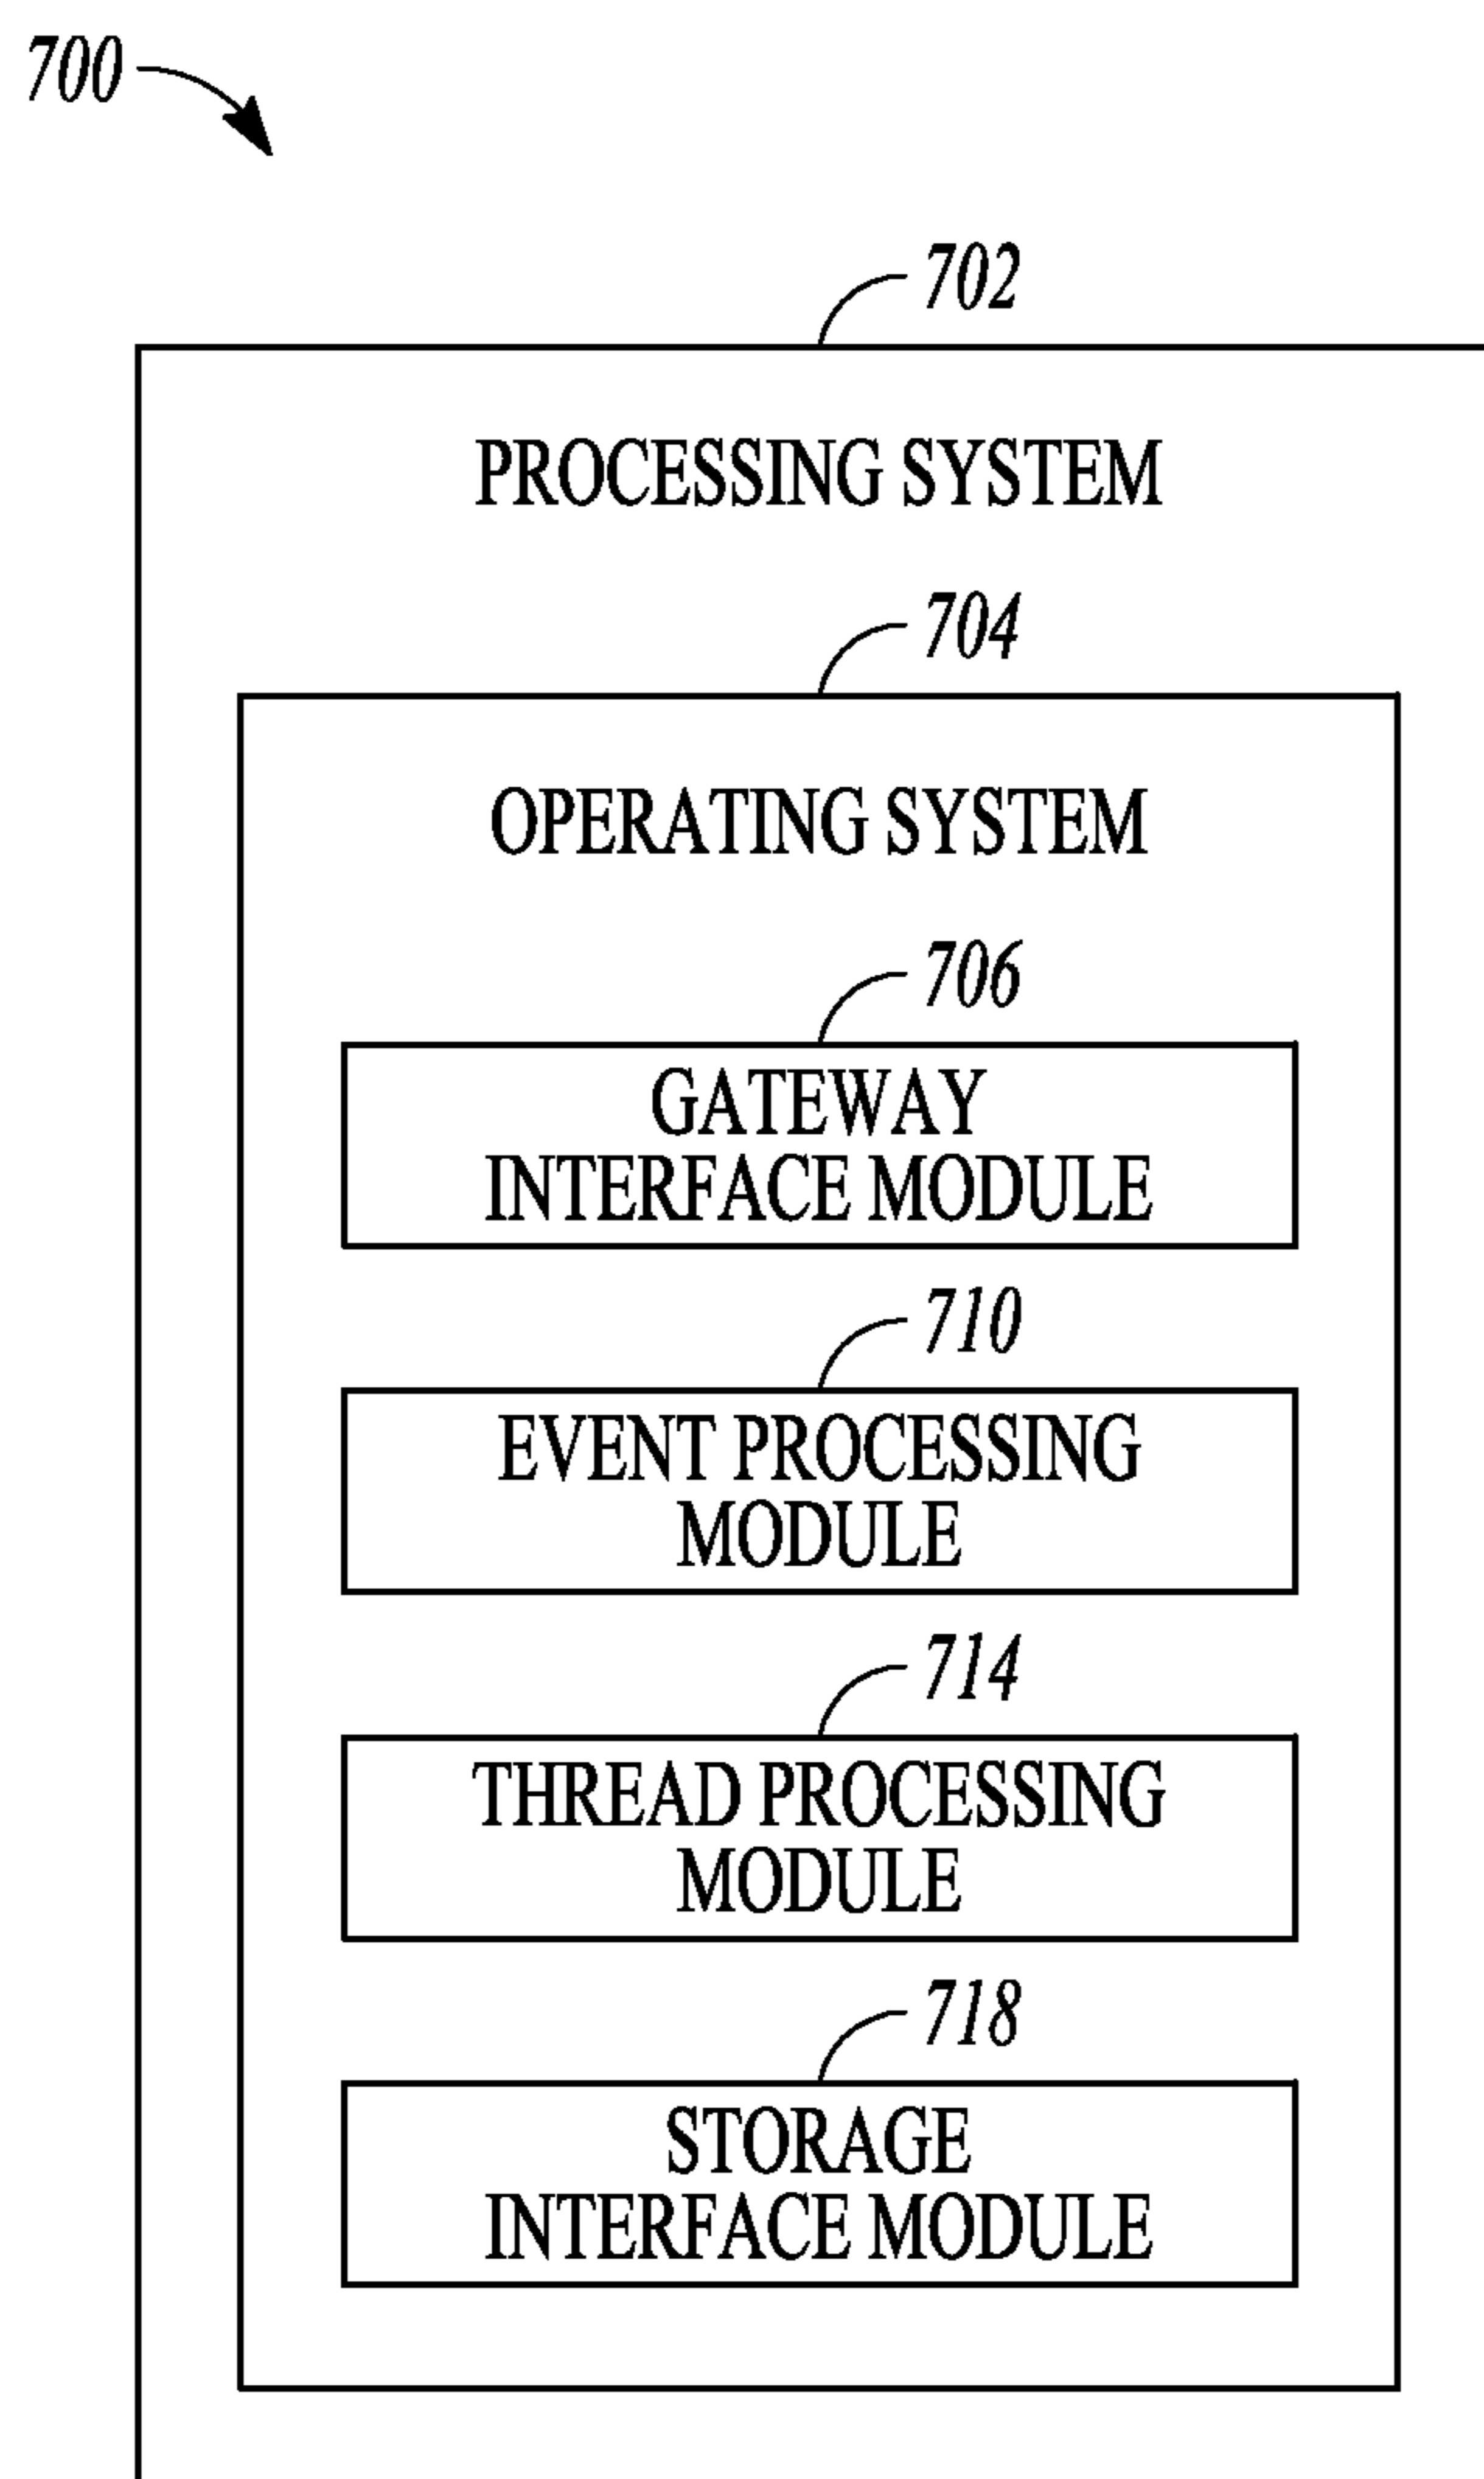 700
702
PROCESSING SYSTEM
704
OPERATING SYSTEM
706
GATEWAY
INTERFACE MODULE
710
EVENT PROCESSING
MODULE
714
THREAD PROCESSING
MODULE
718
STORAGE
INTERFACE MODULE